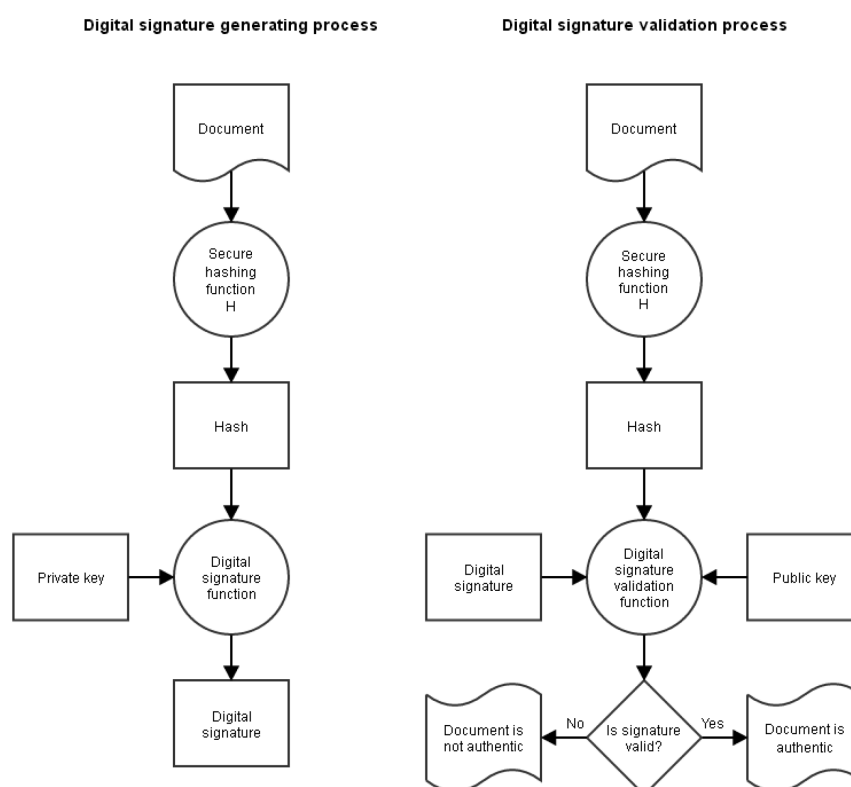 Digital signature generating process
Document
Secure
hashing
function
H
Hash
Private key
Digital
signature
function
Digital
signature
Digital signature validation process
Document
Secure
hashing
function
H
Hash
Digital
signature
Digital
signature
validation
function
Public key
Document is
not authentic
No
Is signature
valid?
Yes
Document is
authentic